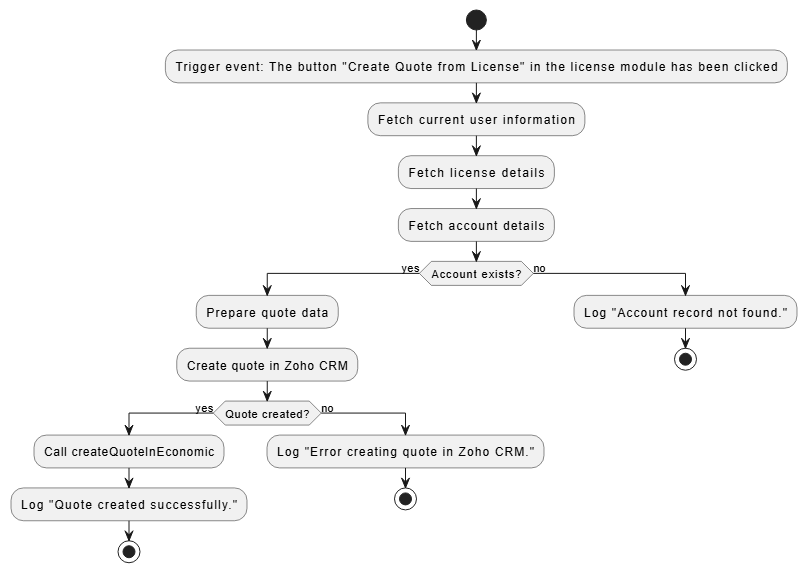 Trigger event: The button "Create Quote from License" in the license module has been clicked
Fetch current user information
Fetch license details
Fetch account details
yes
Account exists?
no
Prepare quote data
Log "Account record not found."
Create quote in Zoho CRM
yes
Quote created?
no
Call createQuoteInEconomic
Log "Error creating quote in Zoho CRM."
Log "Quote created successfully."